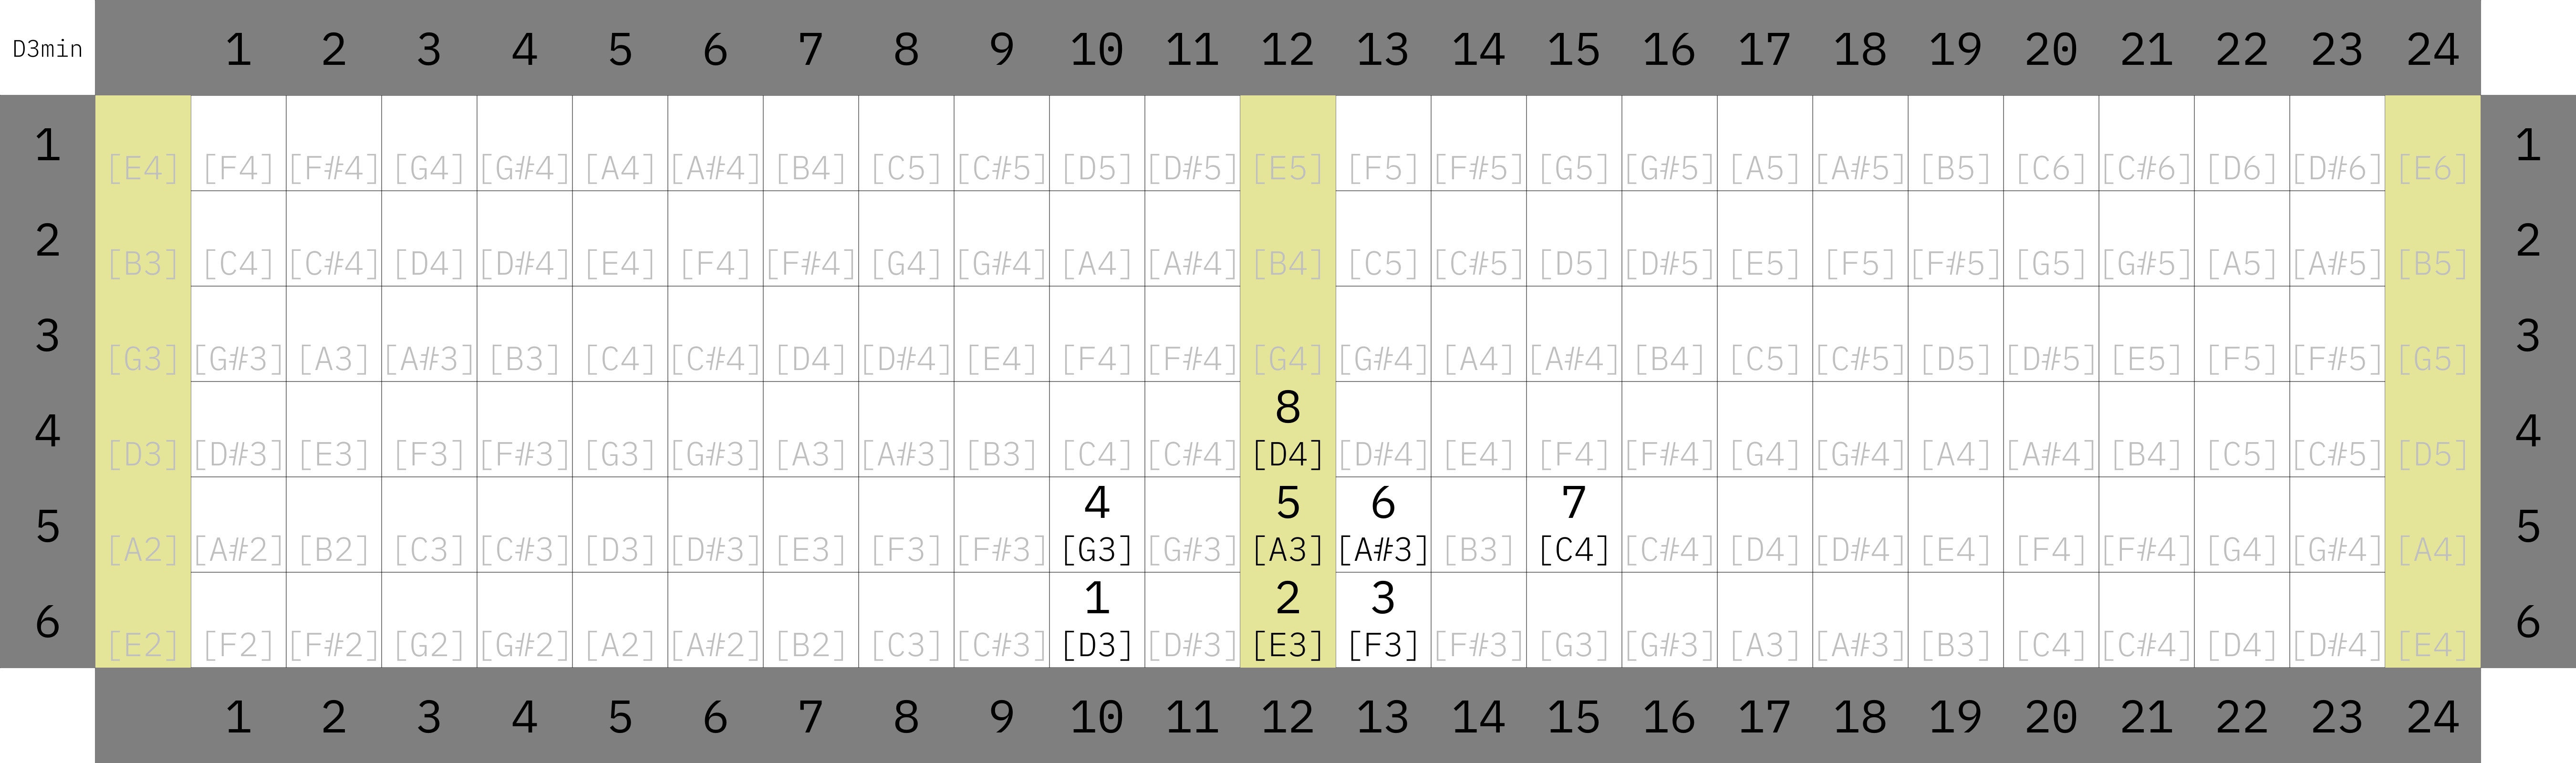 D3min 1 2 3 4 5 6 7 8 9 10 11 12 13 14 15 16 17 18 19 20 21 22 23 24
1 [E4] [F4] [F#4] [G4] [G#4] [A4] [A#4] [B4] [C5] [C#5] [D5] [D#5] [E5] [F5] [F#5] [G5] [G#5] [A5] [A#5] [B5] [C6] [C#6] [D6] [D#6] [E6] 1
2 [B3] [C4] [C#4] [D4] [D#4] [E4] [F4] [F#4] [G4] [G#4] [A4] [A#4] [B4] [C5] [C#5] [D5] [D#5] [E5] [F5] [F#5] [G5] [G#5] [A5] [A#5] [B5] 2
3 [G3] [G#3] [A3] [A#3] [B3] [C4] [C#4] [D4] [D#4] [E4] [F4] [F#4] [G4] [G#4] [A4] [A#4] [B4] [C5] [C#5] [D5] [D#5] [E5] [F5] [F#5] [G5] 3
8
4 [D3] [D#3] [E3] [F3] [F#3] [G3] [G#3] [A3] [A#3] [B3] [C4] [C#4] [D4] [D#4] [E4] [F4] [F#4] [G4] [G#4] [A4] [A#4] [B4] [C5] [C#5] [D5] 4
4 5 6 7
5 [A2] [A#2] [B2] [C3] [C#3] [D3] [D#3] [E3] [F3] [F#3] [G3] [G#3] [A3] [A#3] [B3] [C4] [C#4] [D4] [D#4] [E4] [F4] [F#4] [G4] [G#4] [A4] 5
1 2 3
6 [E2] [F2] [F#2] [G2] [G#2] [A2] [A#2] [B2] [C3] [C#3] [D3] [D#3] [E3] [F3] [F#3] [G3] [G#3] [A3] [A#3] [B3] [C4] [C#4] [D4] [D#4] [E4] 6
1 2 3 4 5 6 7 8 9 10 11 12 13 14 15 16 17 18 19 20 21 22 23 24